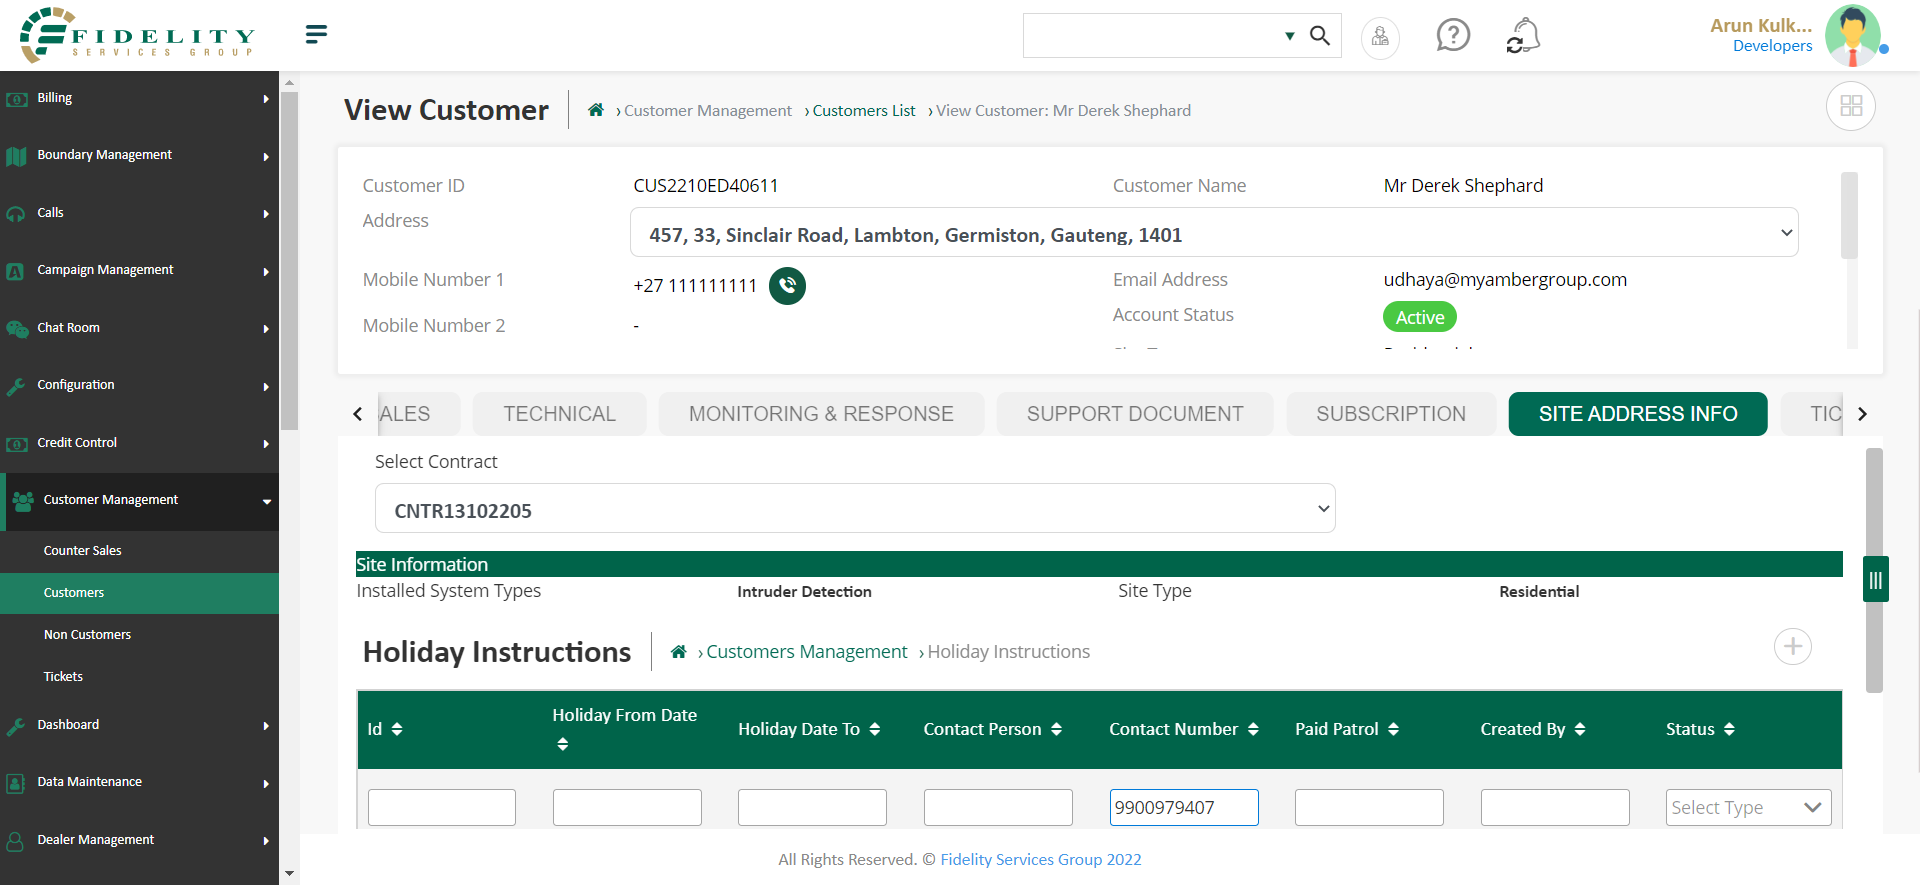 FIDELITY
SERVICES GROUP
Arun Kulk...
Developers
Billing
Boundary Management
Calls
Campaign Management
Chat Room
Configuration
Credit Control
Customer Management
Counter Sales
Customers
Non Customers
Tickets
Dashboard
Data Maintenance
Dealer Management
View Customer
› Customer Management › Customers List › View Customer: Mr Derek Shephard
Customer ID CUS2210ED40611 Customer Name Mr Derek Shephard
Address 457, 33, Sinclair Road, Lambton, Germiston, Gauteng, 1401
Mobile Number 1 +27 111111111 Email Address udhaya@myambergroup.com
Account Status Active
Mobile Number 2 -
ALES TECHNICAL MONITORING & RESPONSE SUPPORT DOCUMENT SUBSCRIPTION SITE ADDRESS INFO TIC
Select Contract
CNTR13102205
Site Information
Installed System Types Intruder Detection Site Type Residential
Holiday Instructions › Customers Management › Holiday Instructions
Id Holiday From Date Holiday Date To Contact Person Contact Number Paid Patrol Created By Status
9900979407 Select Type
All Rights Reserved. © Fidelity Services Group 2022